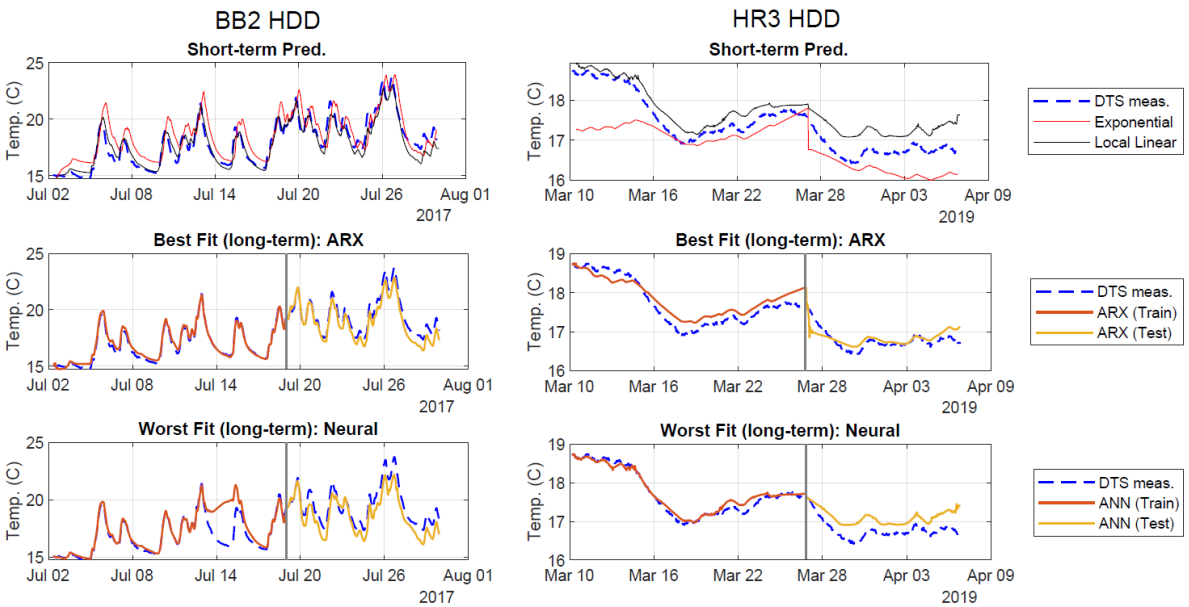 BB2 HDD
Short-term Pred.
Temp. (C)
25
20
15
Jul 02 Jul 08 Jul 14 Jul 20 Jul 26 Aug 01
2017
Best Fit (long-term): ARX
Temp. (C)
25
20
15
Jul 02 Jul 08 Jul 14 Jul 20 Jul 26 Aug 01
2017
Worst Fit (long-term): Neural
Temp. (C)
25
20
15
Jul 02 Jul 08 Jul 14 Jul 20 Jul 26 Aug 01
2017
HR3 HDD
Short-term Pred.
Temp. (C)
18
17
16
Mar 10 Mar 16 Mar 22 Mar 28 Apr 03 Apr 09
2019
DTS meas.
Exponential
Local Linear
Best Fit (long-term): ARX
Temp. (C)
19
18
17
16
Mar 10 Mar 16 Mar 22 Mar 28 Apr 03 Apr 09
2019
DTS meas.
ARX (Train)
ARX (Test)
Worst Fit (long-term): Neural
Temp. (C)
19
18
17
16
Mar 10 Mar 16 Mar 22 Mar 28 Apr 03 Apr 09
2019
DTS meas.
ANN (Train)
ANN (Test)